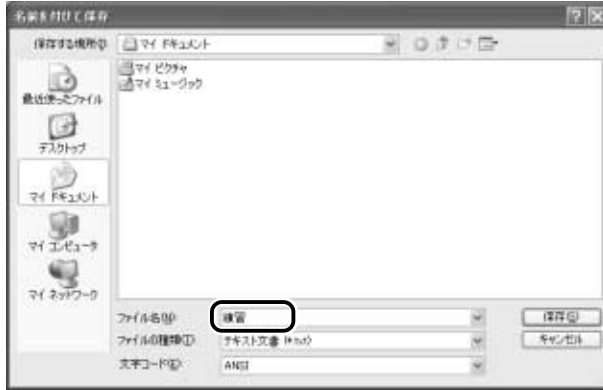 名前を付けて保存
保存する場所(I): マイ ドキュメント
マイ ピクチャ
マイ ミュージック
最近使ったファイル
デスクトップ
マイ ドキュメント
マイ コンピュータ
マイ ネットワーク
ファイル名(N): 練習 保存(S)
ファイルの種類(T): テキスト文書 (*.txt) キャンセル
文字コード(E): ANSI